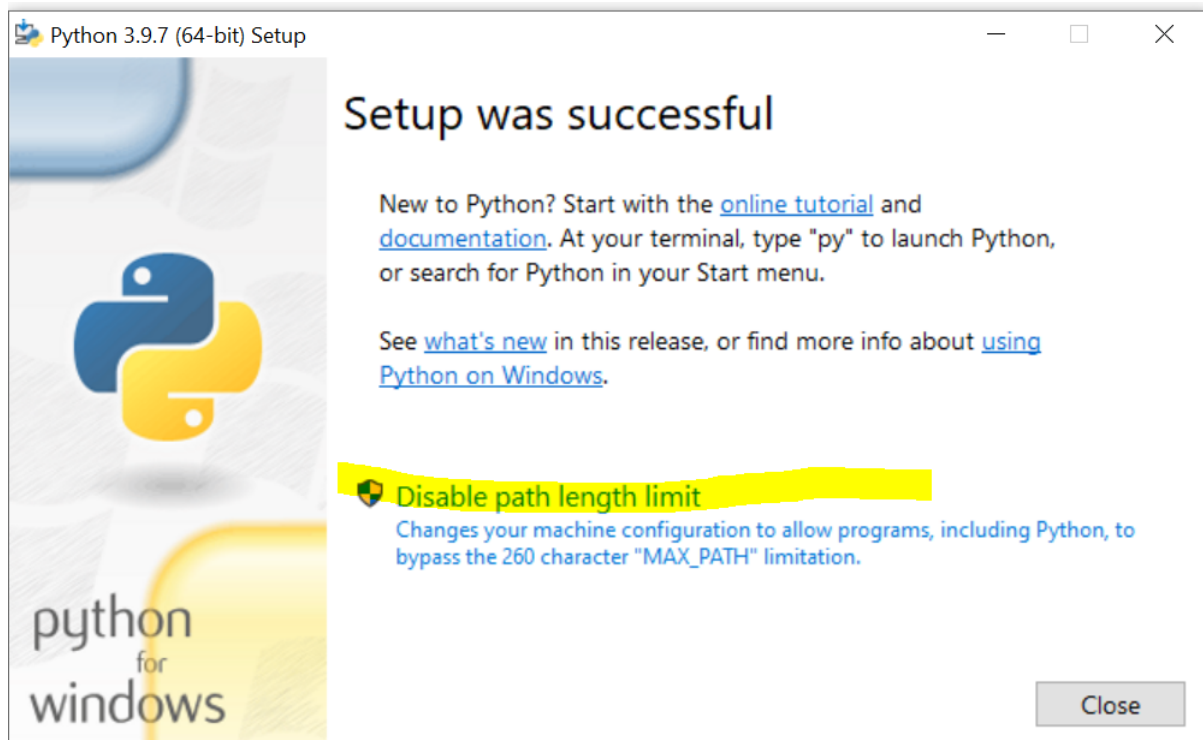 Python 3.9.7 (64-bit) Setup
Setup was successful
New to Python? Start with the online tutorial and
documentation. At your terminal, type "py" to launch Python,
or search for Python in your Start menu.
See what's new in this release, or find more info about using
Python on Windows.
Disable path length limit
Changes your machine configuration to allow programs, including Python, to
bypass the 260 character "MAX_PATH" limitation.
python
for
windows
Close